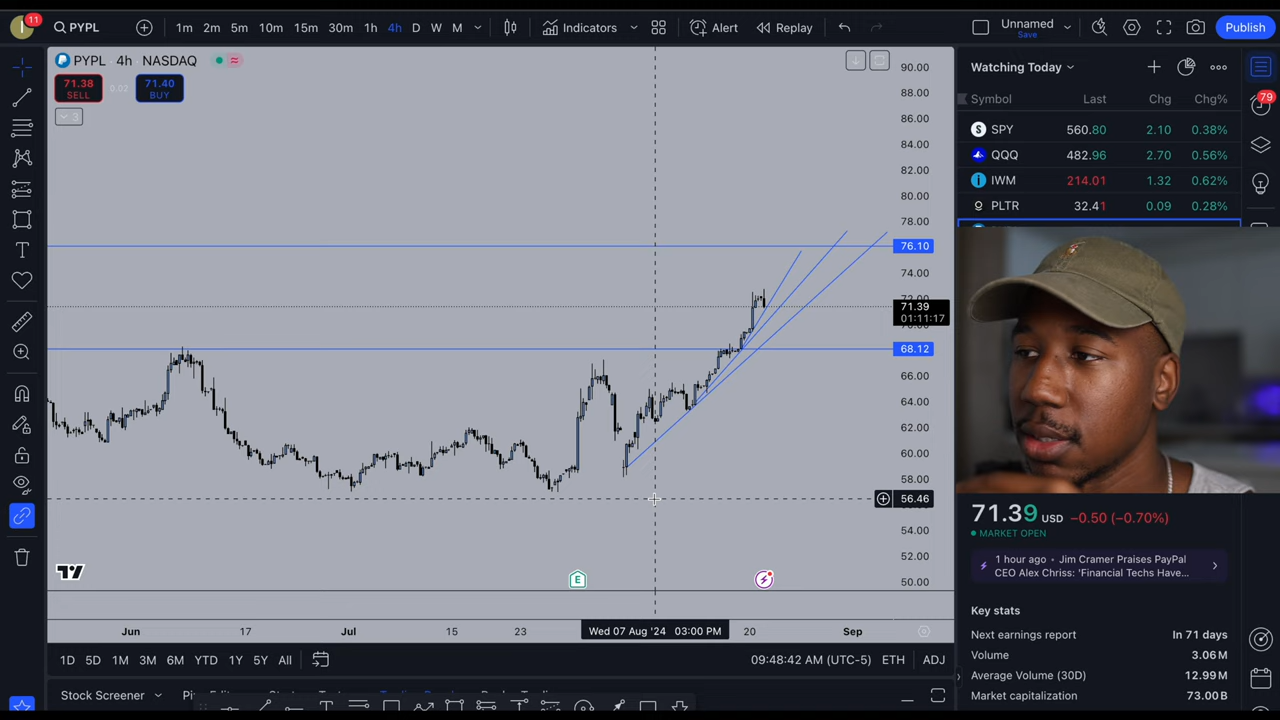 I 11 PYPL 1m 2m 5m 10m 15m 30m 1h 4h D W M Indicators Alert Replay Unnamed Save Publish
PYPL 4h NASDAQ
71.38 SELL 0.02 71.40 BUY
3
90.00
88.00
86.00
84.00
82.00
80.00
78.00
76.10
74.00
72.00
71.39
01:11:17
68.12
66.00
64.00
62.00
60.00
58.00
56.46
54.00
52.00
50.00
E
Jun 17 Jul 15 23 Wed 07 Aug '24 03:00 PM 20 Sep
1D 5D 1M 3M 6M YTD 1Y 5Y All 09:48:42 AM (UTC-5) ETH ADJ
Stock Screener
Watching Today
79
Symbol Last Chg Chg%
S SPY 560.80 2.10 0.38%
QQQ 482.96 2.70 0.56%
IWM 214.01 1.32 0.62%
PLTR 32.41 0.09 0.28%
71.39 USD −0.50 (−0.70%)
MARKET OPEN
1 hour ago • Jim Cramer Praises PayPal
CEO Alex Chriss: 'Financial Techs Have...
Key stats
Next earnings report In 71 days
Volume 3.06M
Average Volume (30D) 12.99M
Market capitalization 73.00B